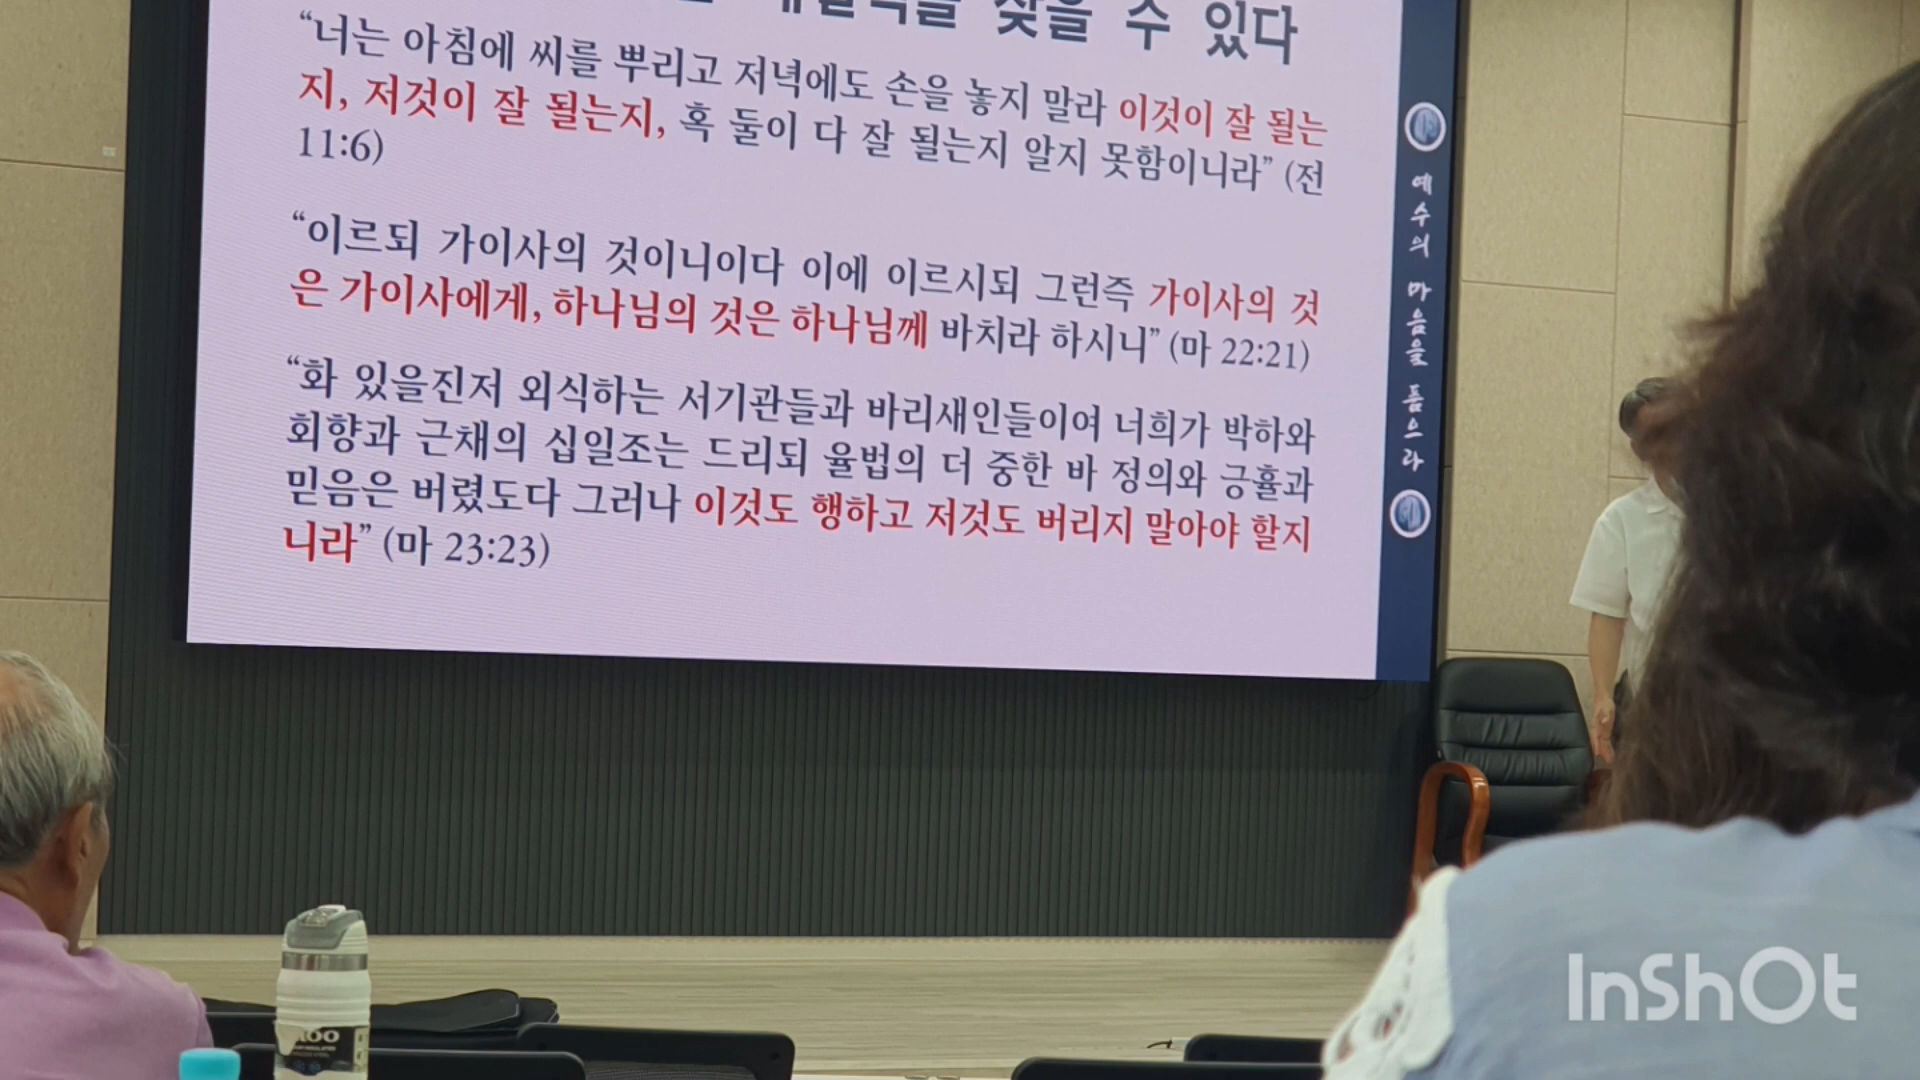 찾을 수 있다
“너는 아침에 씨를 뿌리고 저녁에도 손을 놓지 말라 이것이 잘 될는
지, 저것이 잘 될는지, 혹 둘이 다 잘 될는지 알지 못함이니라” (전
11:6)
“이르되 가이사의 것이니이다 이에 이르시되 그런즉 가이사의 것
은 가이사에게, 하나님의 것은 하나님께 바치라 하시니” (마 22:21)
“화 있을진저 외식하는 서기관들과 바리새인들이여 너희가 박하와
회향과 근채의 십일조는 드리되 율법의 더 중한 바 정의와 긍휼과
믿음은 버렸도다 그러나 이것도 행하고 저것도 버리지 말아야 할지
니라” (마 23:23)
예수의 마음을 품으라
InShOt